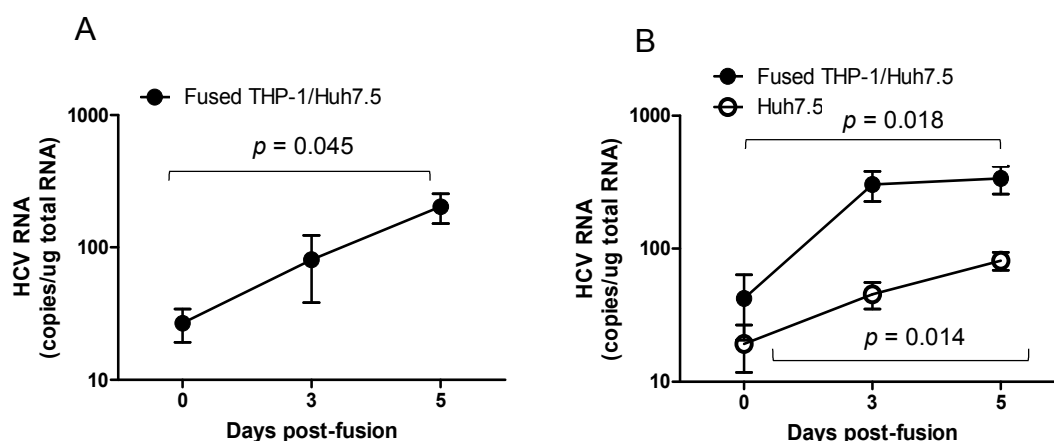 A
Fused THP-1/Huh7.5
1000
p = 0.045
100
10
HCV RNA
(copies/ug total RNA)
0 3 5
Days post-fusion
B
Fused THP-1/Huh7.5
Huh7.5
1000
p = 0.018
100
p = 0.014
10
HCV RNA
(copies/ug total RNA)
0 3 5
Days post-fusion